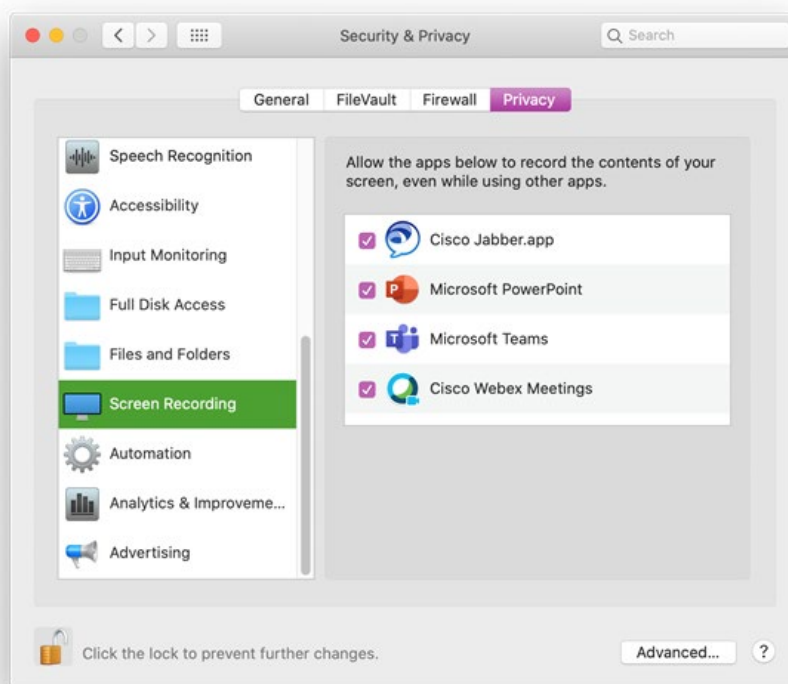 Security & Privacy
Search
General
FileVault
Firewall
Privacy
Speech Recognition
Accessibility
Input Monitoring
Full Disk Access
Files and Folders
Screen Recording
Automation
Analytics & Improveme...
Advertising
Allow the apps below to record the contents of your
screen, even while using other apps.
Cisco Jabber.app
Microsoft PowerPoint
Microsoft Teams
Cisco Webex Meetings
Click the lock to prevent further changes.
Advanced...
?